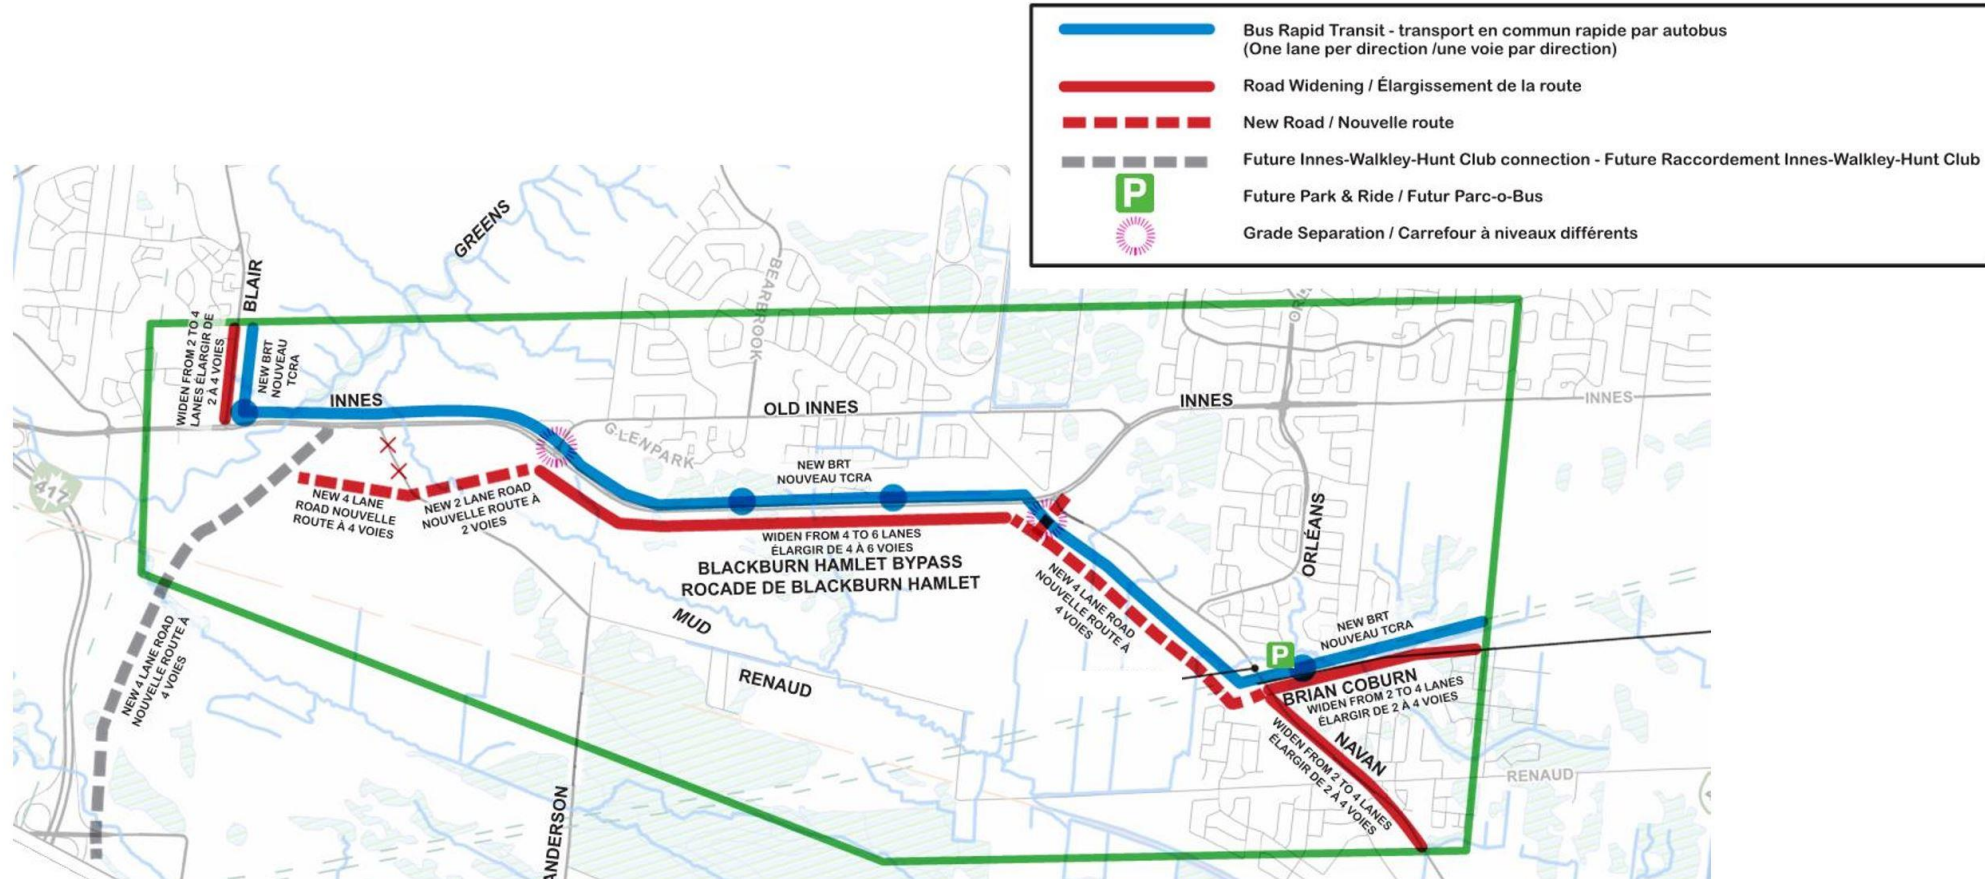 Bus Rapid Transit - transport en commun rapide par autobus
(One lane per direction /une voie par direction)
Road Widening / Élargissement de la route
New Road / Nouvelle route
Future Innes-Walkley-Hunt Club connection - Future Raccordement Innes-Walkley-Hunt Club
P
Future Park & Ride / Futur Parc-o-Bus
Grade Separation / Carrefour à niveaux différents
GREENS
BLAIR
BEARBROOK
WIDEN FROM 2 TO 4
LANES ÉLARGIR DE
2 À 4 VOIES
NEW BRT
NOUVEAU
TCRA
INNES
OLD INNES
INNES
INNES
GLENPARK
417
NEW BRT
NOUVEAU TCRA
NEW 4 LANE
ROAD NOUVELLE
ROUTE À 4 VOIES
NEW 2 LANE ROAD
NOUVELLE ROUTE À
2 VOIES
WIDEN FROM 4 TO 6 LANES
ÉLARGIR DE 4 À 6 VOIES
BLACKBURN HAMLET BYPASS
ROCADE DE BLACKBURN HAMLET
ORLÉANS
NEW 4 LANE ROAD
NOUVELLE ROUTE À
4 VOIES
MUD
RENAUD
NEW 4 LANE ROAD
NOUVELLE ROUTE À
4 VOIES
P
NEW BRT
NOUVEAU TCRA
BRIAN COBURN
WIDEN FROM 2 TO 4 LANES
ÉLARGIR DE 2 À 4 VOIES
NAVAN
WIDEN FROM 2 TO 4 LANES
ÉLARGIR DE 2 À 4 VOIES
RENAUD
ANDERSON